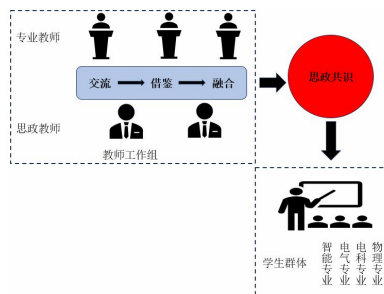 专业教师
交流 借鉴 融合
思政共识
思政教师
教师工作组
学生群体
智能专业
电气专业
电科专业
物理专业